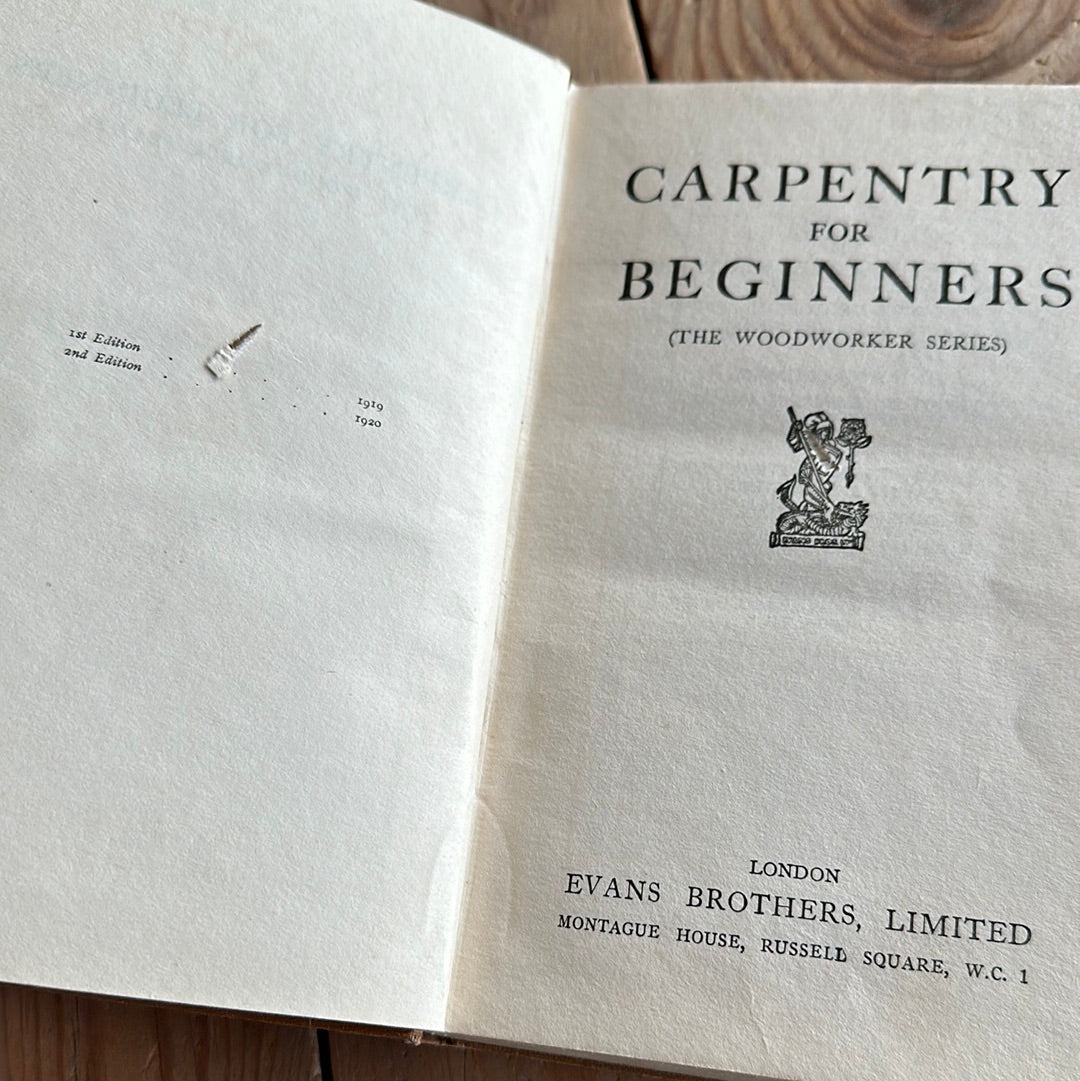 1st Edition . . . . . . 1919
2nd Edition . . . . . . 1920
CARPENTRY
FOR
BEGINNERS
(THE WOODWORKER SERIES)
LONDON
EVANS BROTHERS, LIMITED
MONTAGUE HOUSE, RUSSELL SQUARE, W.C. 1